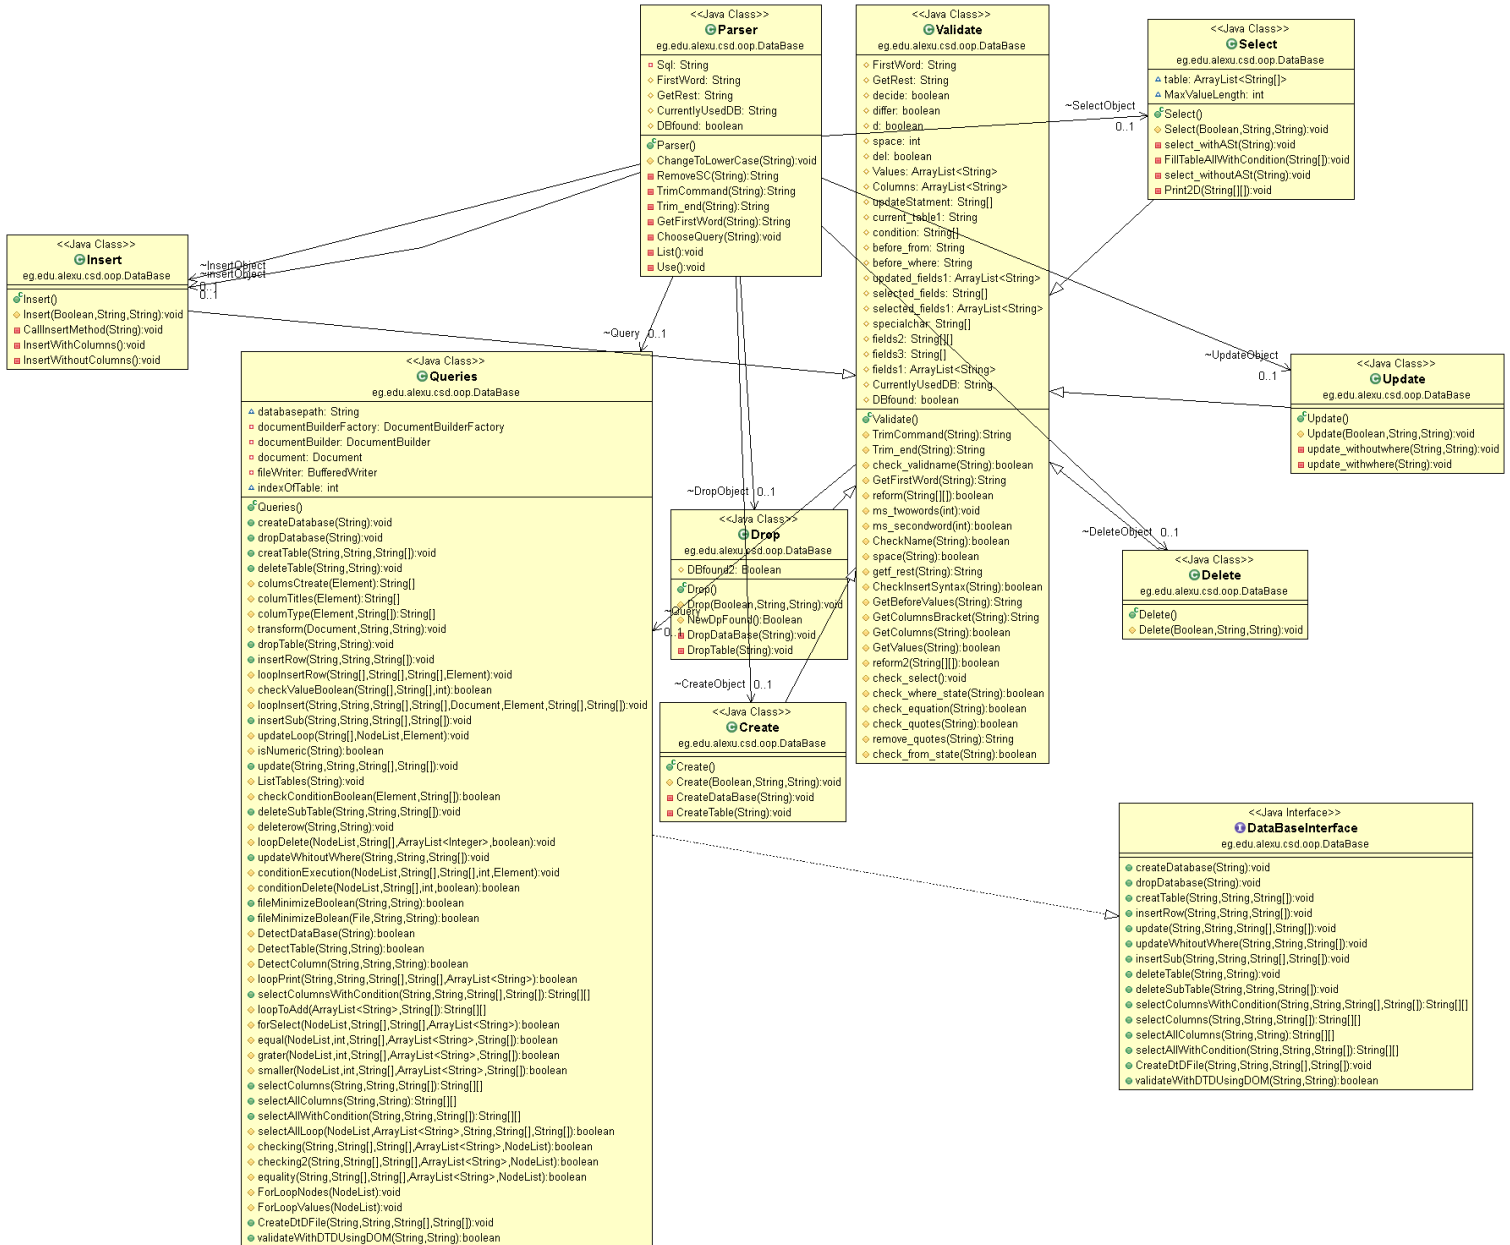 <<Java Class>>
Parser
eg.edu.alexu.csd.oop.DataBase
Sql: String
FirstWord: String
GetRest: String
CurrentlyUsedDB: String
DBfound: boolean
Parser()
ChangeToLowerCase(String):void
RemoveSC(String):String
TrimCommand(String):String
Trim_end(String):String
GetFirstWord(String):String
ChooseQuery(String):void
List():void
Use():void
<<Java Class>>
Validate
eg.edu.alexu.csd.oop.DataBase
FirstWord: String
GetRest: String
decide: boolean
differ: boolean
d: boolean
space: int
del: boolean
Values: ArrayList<String>
Columns: ArrayList<String>
updateStatment: String[]
current_table1: String
condition: String[]
before_from: String
before_where: String
updated_fields1: ArrayList<String>
selected_fields: String[]
selected_fields1: ArrayList<String>
specialchar: String[]
fields2: String[][]
fields3: String[]
fields1: ArrayList<String>
CurrentlyUsedDB: String
DBfound: boolean
Validate()
TrimCommand(String):String
Trim_end(String):String
check_validname(String):boolean
GetFirstWord(String):String
reform(String[][]):boolean
ms_twowords(int):void
ms_secondword(int):boolean
CheckName(String):boolean
space(String):boolean
getf_rest(String):String
CheckInsertSyntax(String):boolean
GetBeforeValues(String):String
GetColumnsBracket(String):String
GetColumns(String):boolean
GetValues(String):boolean
reform2(String[][]):boolean
check_select():void
check_where_state(String):boolean
check_equation(String):boolean
check_quotes(String):boolean
remove_quotes(String):String
check_from_state(String):boolean
<<Java Class>>
Select
eg.edu.alexu.csd.oop.DataBase
table: ArrayList<String[]>
MaxValueLength: int
Select()
Select(Boolean,String,String):void
select_withASt(String):void
FillTableAllWithCondition(String[]):void
select_withoutASt(String):void
Print2D(String[][]):void
~SelectObject
0..1
<<Java Class>>
Insert
eg.edu.alexu.csd.oop.DataBase
Insert()
Insert(Boolean,String,String):void
CallInsertMethod(String):void
InsertWithColumns():void
InsertWithoutColumns():void
~InsertObject
~insertObject
0..1
0..1
~Query
0..1
<<Java Class>>
Queries
eg.edu.alexu.csd.oop.DataBase
databasepath: String
documentBuilderFactory: DocumentBuilderFactory
documentBuilder: DocumentBuilder
document: Document
fileWriter: BufferedWriter
indexOfTable: int
Queries()
createDatabase(String):void
dropDatabase(String):void
creatTable(String,String,String[]):void
deleteTable(String,String):void
columsCtreate(Element):String[]
columTitles(Element):String[]
columType(Element,String[]):String[]
transform(Document,String,String):void
dropTable(String,String):void
insertRow(String,String,String[]):void
loopInsertRow(String[],String[],String[],Element):void
checkValueBoolean(String[],String[],int):boolean
loopInsert(String,String,String[],String[],Document,Element,String[],String[]):void
insertSub(String,String,String[],String[]):void
updateLoop(String[],NodeList,Element):void
isNumeric(String):boolean
update(String,String,String[],String[]):void
ListTables(String):void
checkConditionBoolean(Element,String[]):boolean
deleteSubTable(String,String,String[]):void
deleterow(String,String):void
loopDelete(NodeList,String[],ArrayList<Integer>,boolean):void
updateWhitoutWhere(String,String,String[]):void
conditionExecution(NodeList,String[],String[],int,Element):void
conditionDelete(NodeList,String[],int,boolean):boolean
fileMinimizeBoolean(String,String):boolean
fileMinimizeBolean(File,String,String):boolean
DetectDataBase(String):boolean
DetectTable(String,String):boolean
DetectColumn(String,String,String):boolean
loopPrint(String,String,String[],String[],ArrayList<String>):boolean
selectColumnsWithCondition(String,String,String[],String[]):String[][]
loopToAdd(ArrayList<String>,String[]):String[][]
forSelect(NodeList,String[],String[],ArrayList<String>):boolean
equal(NodeList,int,String[],ArrayList<String>,String[]):boolean
grater(NodeList,int,String[],ArrayList<String>,String[]):boolean
smaller(NodeList,int,String[],ArrayList<String>,String[]):boolean
selectColumns(String,String,String[]):String[][]
selectAllColumns(String,String):String[][]
selectAllWithCondition(String,String,String[]):String[][]
selectAllLoop(NodeList,ArrayList<String>,String,String[],String[]):boolean
checking(String,String[],String[],ArrayList<String>,NodeList):boolean
checking2(String,String[],String[],ArrayList<String>,NodeList):boolean
equality(String,String[],String[],ArrayList<String>,NodeList):boolean
ForLoopNodes(NodeList):void
ForLoopValues(NodeList):void
CreateDtDFile(String,String,String[],String[]):void
validateWithDTDUsingDOM(String,String):boolean
~UpdateObject
0..1
<<Java Class>>
Update
eg.edu.alexu.csd.oop.DataBase
Update()
Update(Boolean,String,String):void
update_withoutwhere(String,String):void
update_withwhere(String):void
~DropObject
0..1
<<Java Class>>
Drop
eg.edu.alexu.csd.oop.DataBase
DBfound2: Boolean
Drop()
Drop(Boolean,String,String):void
NewDpFound():Boolean
DropDataBase(String):void
DropTable(String):void
~Query
0..1
~DeleteObject
0..1
<<Java Class>>
Delete
eg.edu.alexu.csd.oop.DataBase
Delete()
Delete(Boolean,String,String):void
~CreateObject
0..1
<<Java Class>>
Create
eg.edu.alexu.csd.oop.DataBase
Create()
Create(Boolean,String,String):void
CreateDataBase(String):void
CreateTable(String):void
<<Java Interface>>
DataBaseInterface
eg.edu.alexu.csd.oop.DataBase
createDatabase(String):void
dropDatabase(String):void
creatTable(String,String,String[]):void
insertRow(String,String,String[]):void
update(String,String,String[],String[]):void
updateWhitoutWhere(String,String,String[]):void
insertSub(String,String,String[],String[]):void
deleteTable(String,String):void
deleteSubTable(String,String,String[]):void
selectColumnsWithCondition(String,String,String[],String[]):String[][]
selectColumns(String,String,String[]):String[][]
selectAllColumns(String,String):String[][]
selectAllWithCondition(String,String,String[]):String[][]
CreateDtDFile(String,String,String[],String[]):void
validateWithDTDUsingDOM(String,String):boolean